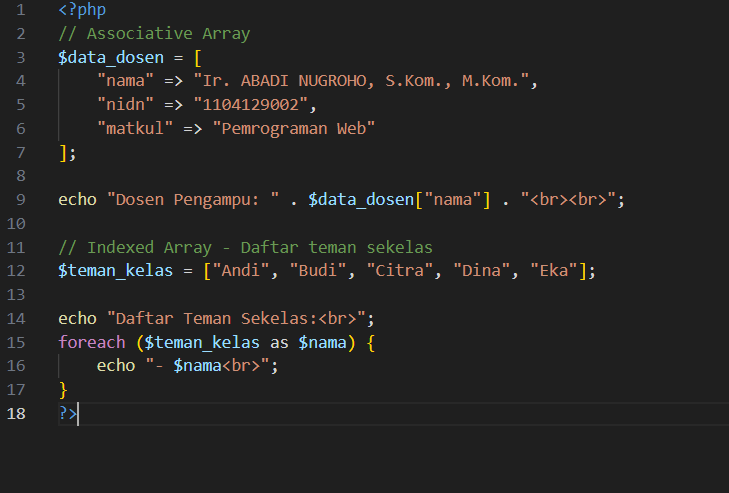 1 <?php
2 // Associative Array
3 $data_dosen = [
4     "nama" => "Ir. ABADI NUGROHO, S.Kom., M.Kom.",
5     "nidn" => "1104129002",
6     "matkul" => "Pemrograman Web"
7 ];
8
9 echo "Dosen Pengampu: " . $data_dosen["nama"] . "<br><br>";
10
11 // Indexed Array - Daftar teman sekelas
12 $teman_kelas = ["Andi", "Budi", "Citra", "Dina", "Eka"];
13
14 echo "Daftar Teman Sekelas:<br>";
15 foreach ($teman_kelas as $nama) {
16     echo "- $nama<br>";
17 }
18 ?>